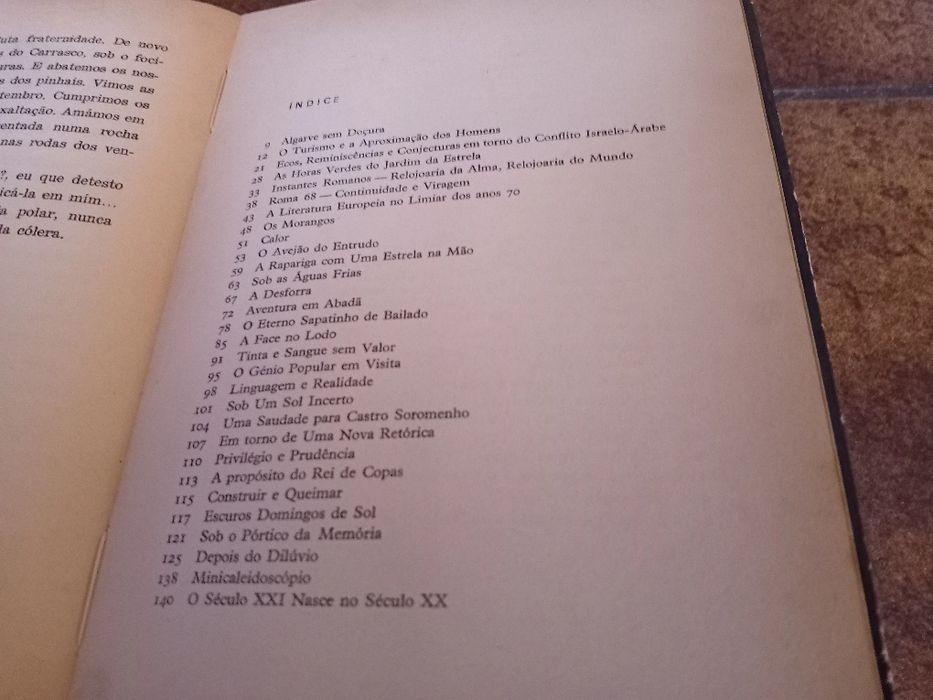 uta fraternidade. De novo
s do Carrasco, sob o foci-
uras. E abatemos os nos-
s dos pinhais. Vimos as
tembro. Cumprimos os
xaltação. Amámos em
entada numa rocha
nas rodas dos ven-
?, eu que detesto
icá-la em mim...
a polar, nunca
la cólera.
ÍNDICE
9 Algarve sem Doçura
12 O Turismo e a Aproximação dos Homens
21 Ecos, Reminiscências e Conjecturas em torno do Conflito Israelo-Árabe
28 As Horas Verdes do Jardim da Estrela
33 Instantes Romanos — Relojoaria da Alma, Relojoaria do Mundo
38 Roma 68 — Continuidade e Viragem
43 A Literatura Europeia no Limiar dos anos 70
48 Os Morangos
51 Calor
53 O Avejão do Entrudo
59 A Rapariga com Uma Estrela na Mão
63 Sob as Águas Frias
67 A Desforra
72 Aventura em Abadã
78 O Eterno Sapatinho de Bailado
85 A Face no Lodo
91 Tinta e Sangue sem Valor
95 O Génio Popular em Visita
98 Linguagem e Realidade
101 Sob Um Sol Incerto
104 Uma Saudade para Castro Soromenho
107 Em torno de Uma Nova Retórica
110 Privilégio e Prudência
113 A propósito do Rei de Copas
115 Construir e Queimar
117 Escuros Domingos de Sol
121 Sob o Pórtico da Memória
125 Depois do Dilúvio
138 Minicaleidoscópio
140 O Século XXI Nasce no Século XX